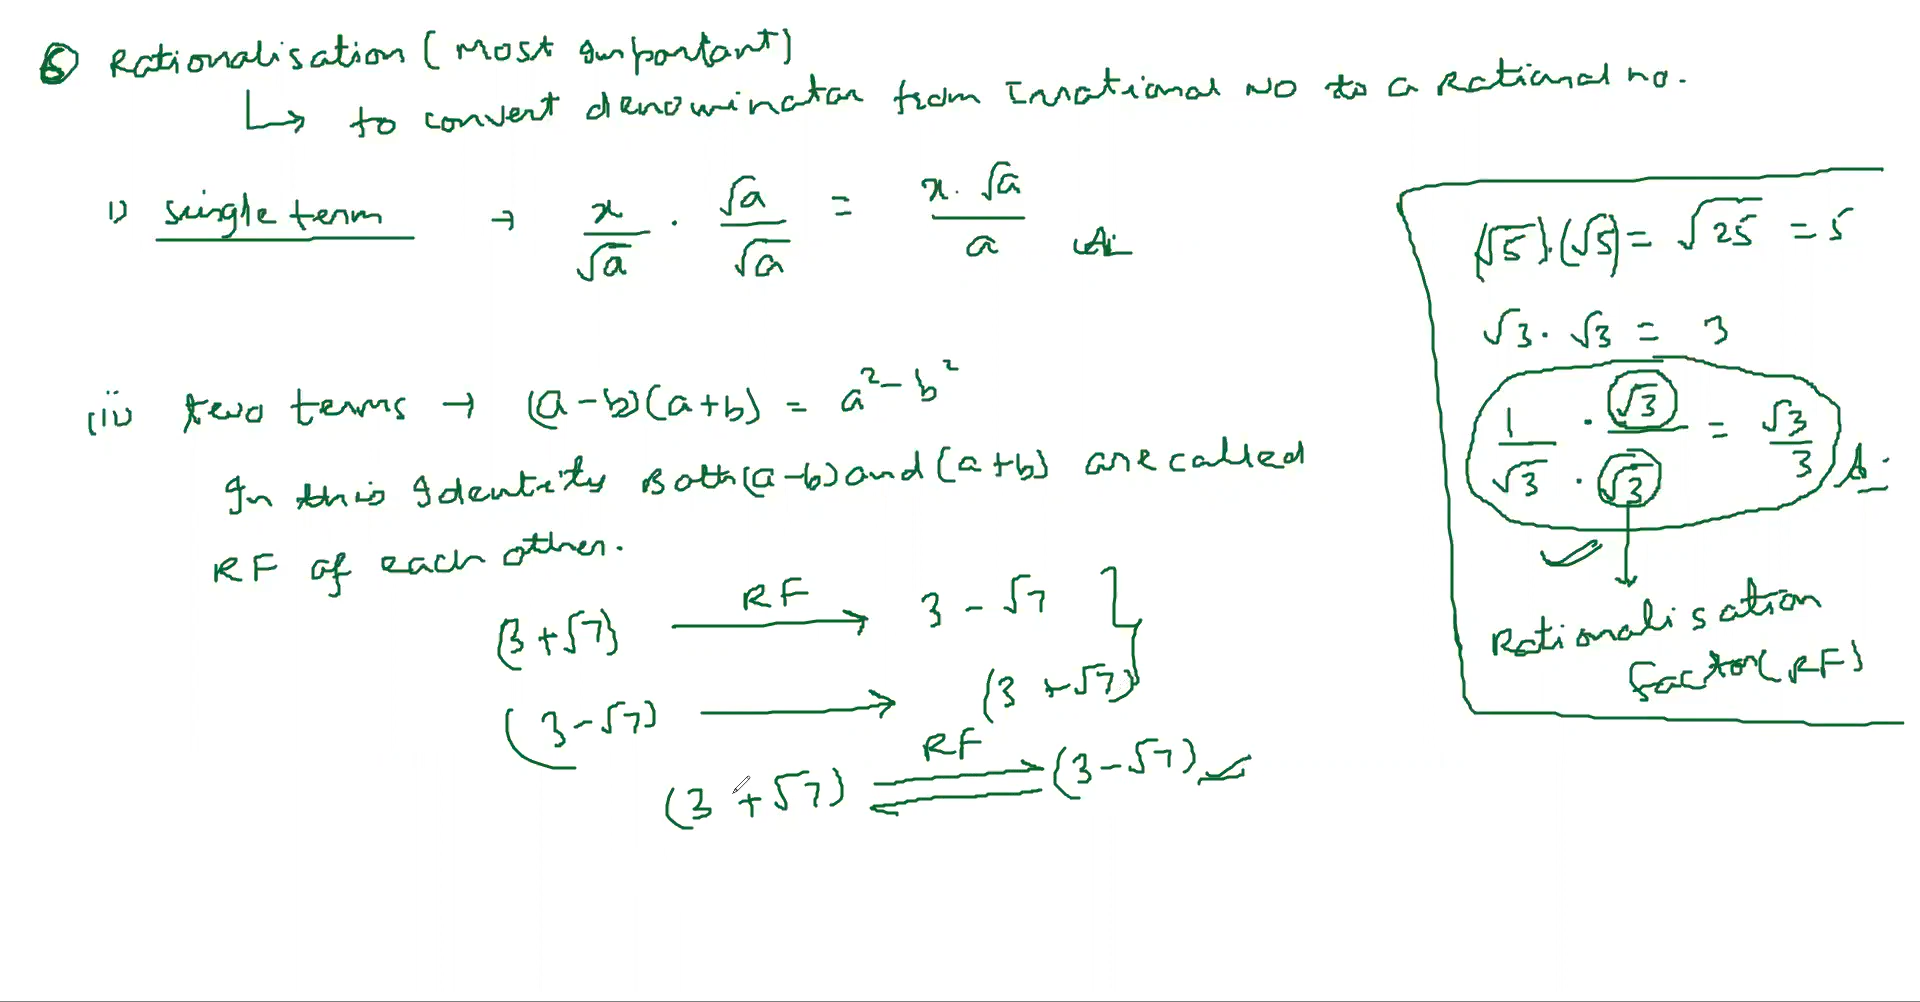 6 Rationalisation (most Important)
↳ to convert denominator from Irrational No to a Rational no.
i) single term → x/√a · √a/√a = x·√a/a Ai
(ii) two terms → (a-b)(a+b) = a²-b²
In this Identity Both (a-b) and (a+b) are called
RF of each other.
(3+√7) RF → 3-√7
(3-√7) → (3+√7)
(3+√7) RF ⇌ (3-√7) ✓
(√5)·(√5) = √25 = 5
√3·√3 = 3
1/√3 · √3/√3 = √3/3
Rationalisation
Factor (RF)